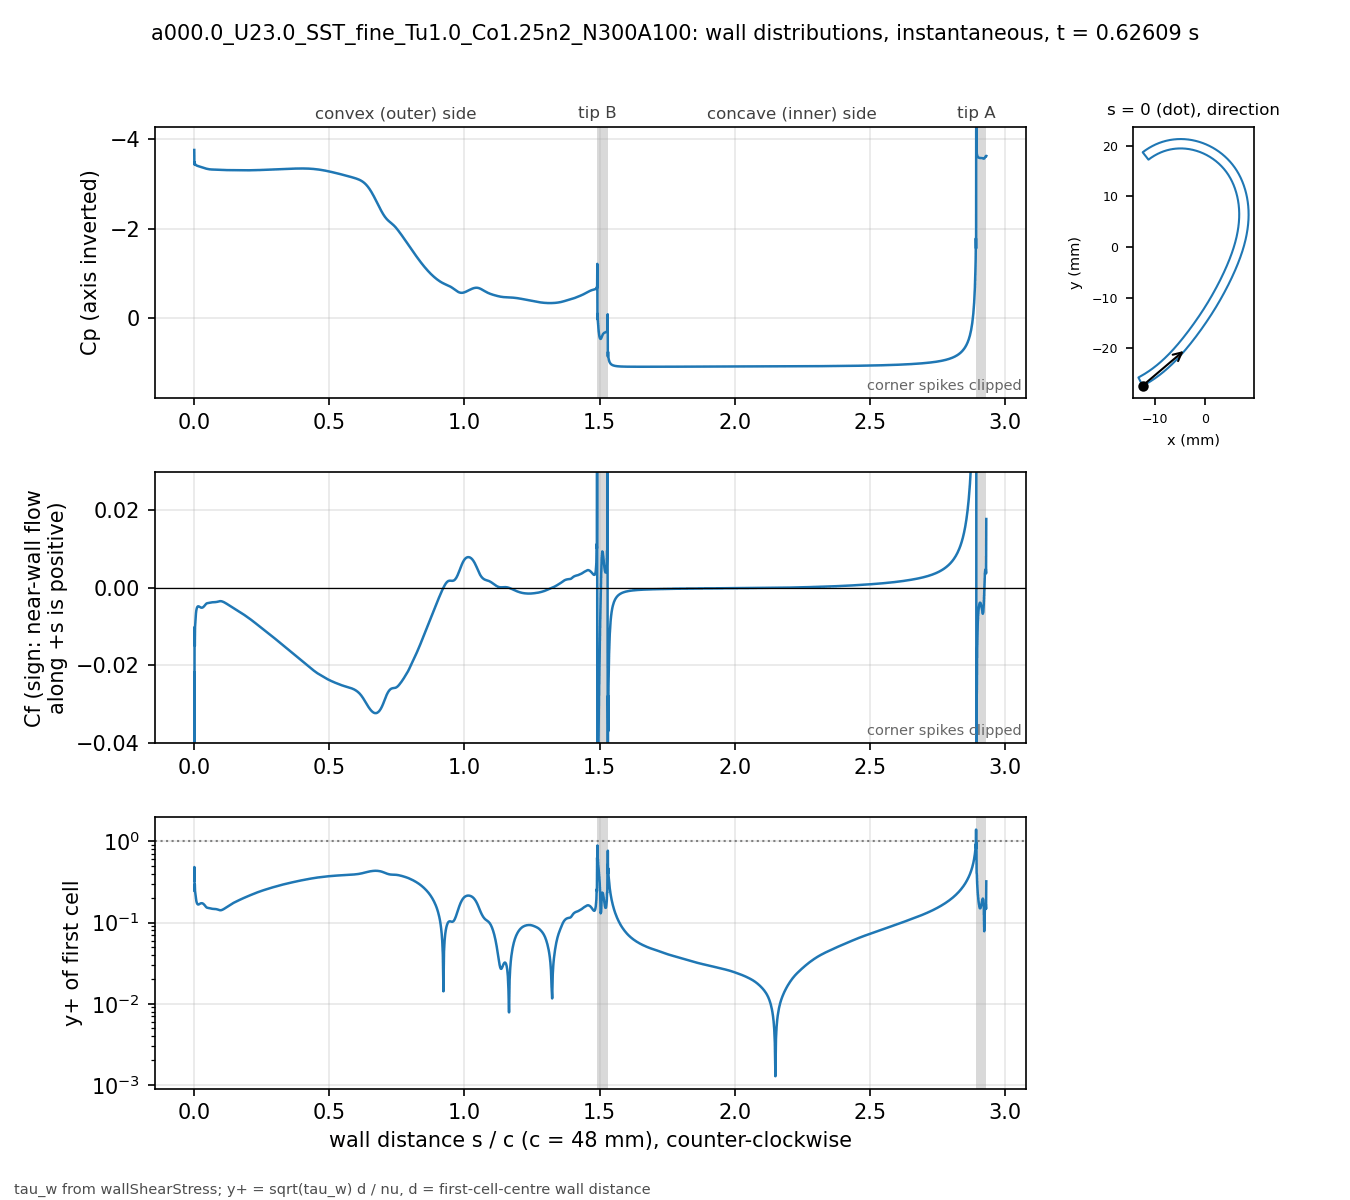 a000.0_U23.0_SST_fine_Tu1.0_Co1.25n2_N300A100: wall distributions, instantaneous, t = 0.62609 s
convex (outer) side
tip B
concave (inner) side
tip A
s = 0 (dot), direction
Cp (axis inverted)
−4
−2
0
corner spikes clipped
0.0
0.5
1.0
1.5
2.0
2.5
3.0
y (mm)
20
10
0
−10
−20
−10
0
x (mm)
Cf (sign: near-wall flow
along +s is positive)
0.02
0.00
−0.02
−0.04
corner spikes clipped
0.0
0.5
1.0
1.5
2.0
2.5
3.0
y+ of first cell
10⁰
10⁻¹
10⁻²
10⁻³
0.0
0.5
1.0
1.5
2.0
2.5
3.0
wall distance s / c (c = 48 mm), counter-clockwise
tau_w from wallShearStress; y+ = sqrt(tau_w) d / nu, d = first-cell-centre wall distance